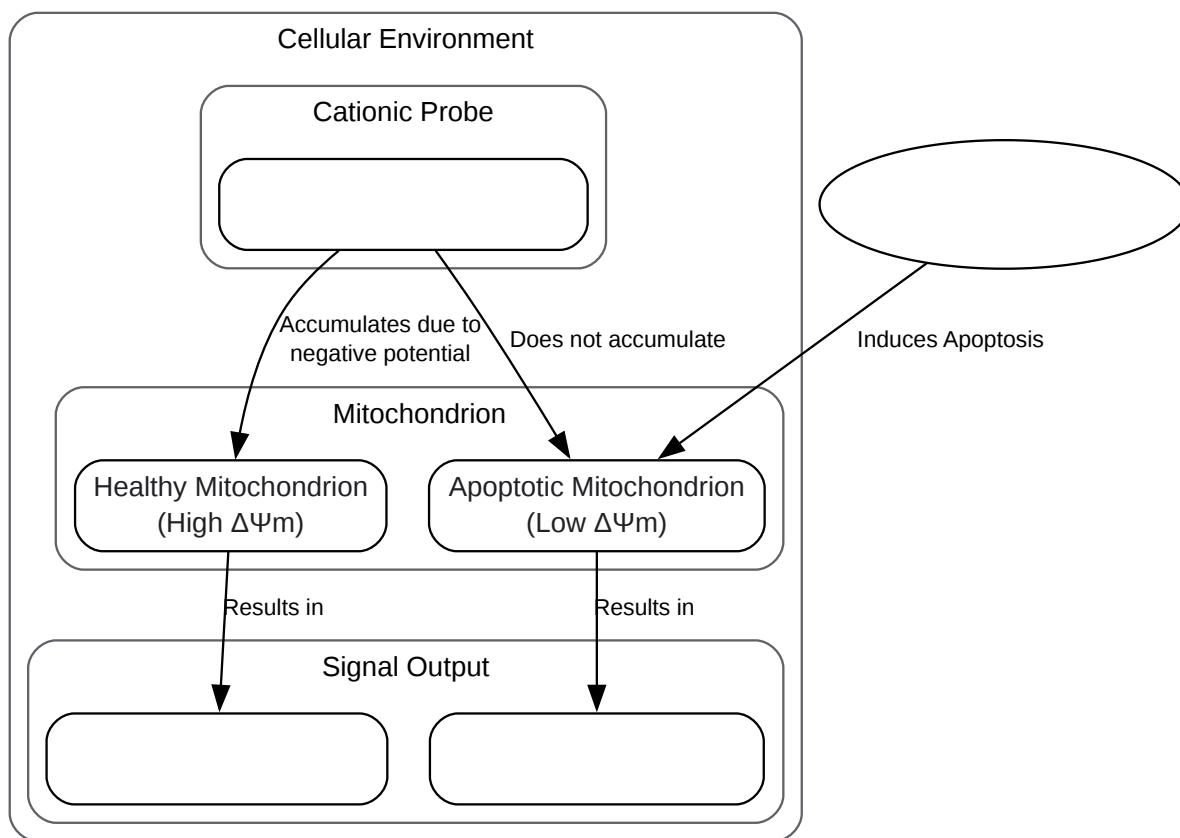 Cellular Environment
Cationic Probe
Accumulates due to
negative potential
Does not accumulate
Induces Apoptosis
Mitochondrion
Healthy Mitochondrion
(High ΔΨm)
Apoptotic Mitochondrion
(Low ΔΨm)
Results in
Results in
Signal Output